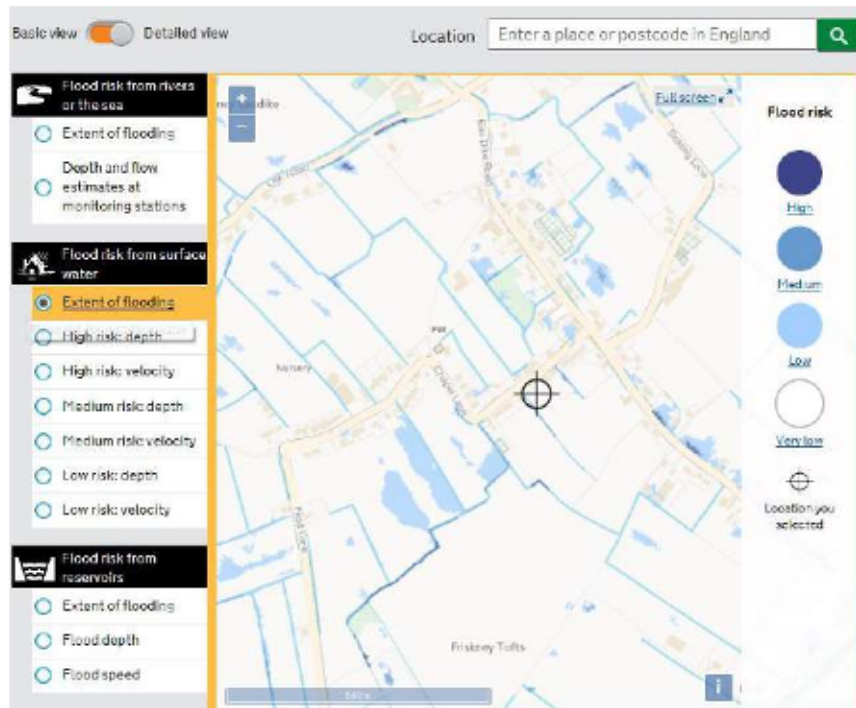 Basic view
Detailed view
Location
Enter a place or postcode in England
Flood risk from rivers
or the sea
Extent of flooding
Depth and flow
estimates at
monitoring stations
Flood risk from surface
water
Extent of flooding
High risk: depth
High risk: velocity
Medium risk: depth
Medium risk: velocity
Low risk: depth
Low risk: velocity
Flood risk from
reservoirs
Extent of flooding
Flood depth
Flood speed
+
−
Full screen
Nursery
PW
Chapel Lane
Friskney Tofts
i
Flood risk
High
Medium
Low
Very low
Location you
selected